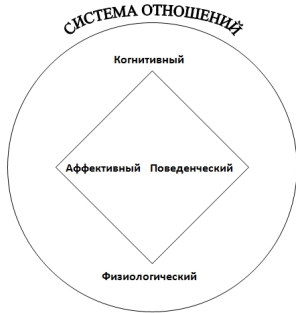 СИСТЕМА ОТНОШЕНИЙ
Когнитивный
Аффективный Поведенческий
Физиологический